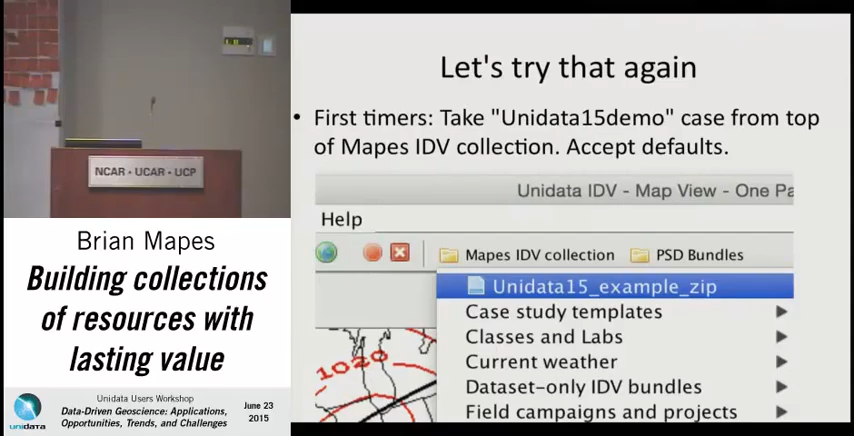 NCAR • UCAR • UCP
Brian Mapes
Building collections
of resources with
lasting value
unidata
Unidata Users Workshop
Data-Driven Geoscience: Applications,
Opportunities, Trends, and Challenges
June 23
2015
Let's try that again
• First timers: Take "Unidata15demo" case from top
of Mapes IDV collection. Accept defaults.
Unidata IDV - Map View - One Pa
Help
Mapes IDV collection PSD Bundles
Unidata15_example_zip
Case study templates
Classes and Labs
Current weather
Dataset-only IDV bundles
Field campaigns and projects
1020